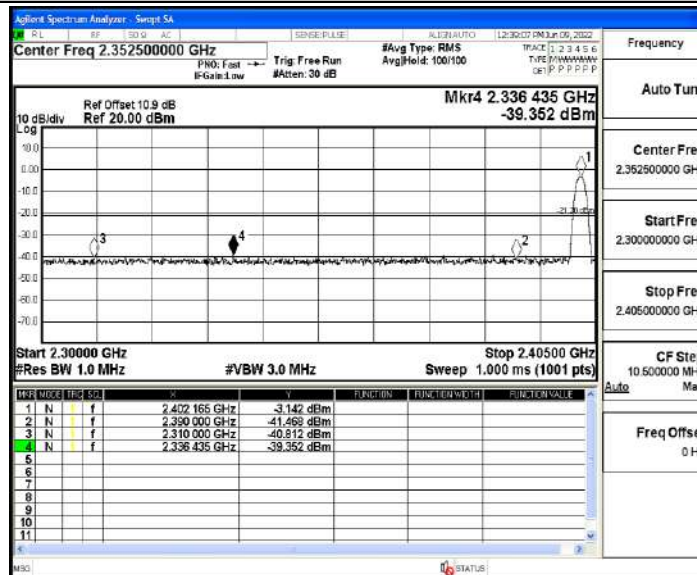 Agilent Spectrum Analyzer - Swept SA
RL RF 50 Ω AC SENSE:PULSE ALIGNAUTO 12:39:07 PM Jun 09, 2022
Center Freq 2.352500000 GHz
PNO: Fast
IFGain:Low
Trig: Free Run
#Atten: 30 dB
#Avg Type: RMS
Avg|Hold: 100/100
TRACE 1 2 3 4 5 6
TYPE MWWWWW
DET P P P P P P
Mkr4 2.336 435 GHz
-39.352 dBm
Ref Offset 10.9 dB
Ref 20.00 dBm
10 dB/div
Log
10.0
0.00
-10.0
-20.0
-30.0
-40.0
-50.0
-60.0
-70.0
1
2
3
4
Start 2.30000 GHz
Stop 2.40500 GHz
#Res BW 1.0 MHz
#VBW 3.0 MHz
Sweep 1.000 ms (1001 pts)
MKR MODE TRC SCL X Y FUNCTION FUNCTION WIDTH FUNCTION VALUE
1 N f 2.402 165 GHz -3.142 dBm
2 N f 2.390 000 GHz -41.468 dBm
3 N f 2.310 000 GHz -40.812 dBm
4 N f 2.336 435 GHz -39.352 dBm
5
6
7
8
9
10
11
MSG
STATUS
Frequency
Auto Tun
Center Fre
2.352500000 GH
Start Fre
2.300000000 GH
Stop Fre
2.405000000 GH
CF Ste
10.500000 MH
Auto Ma
Freq Offse
0 H